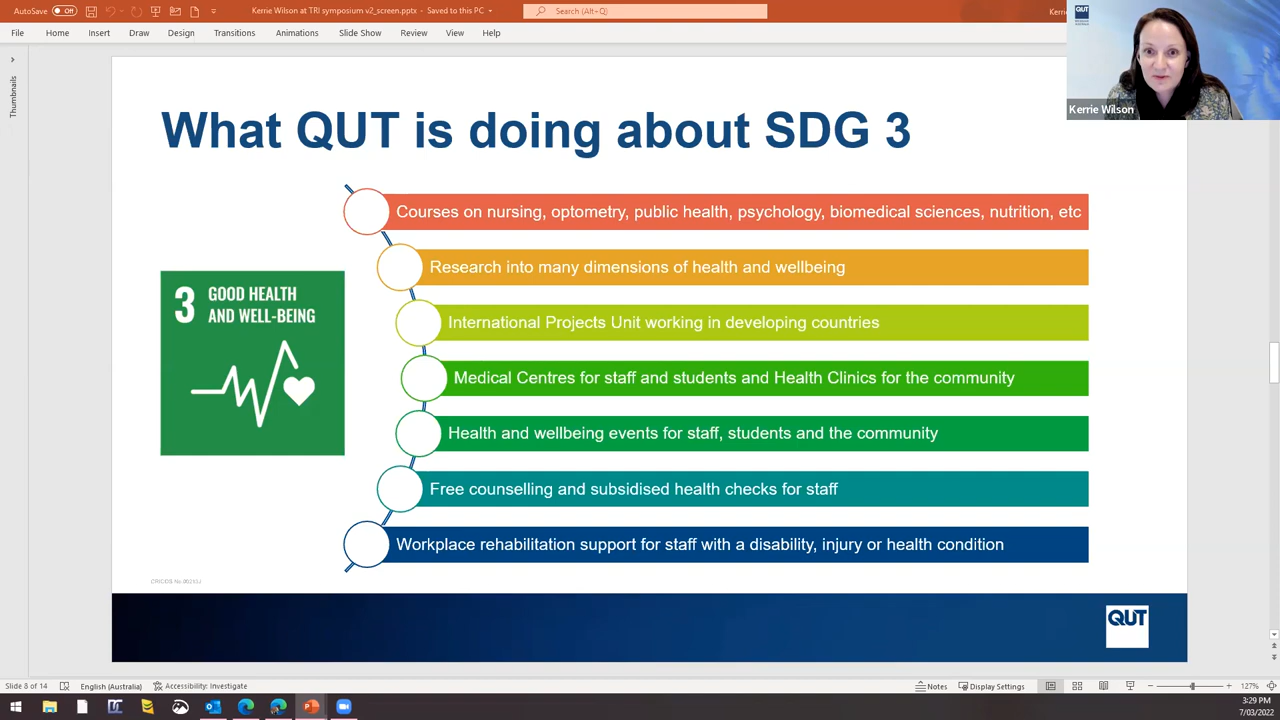 AutoSave Off
Kerrie Wilson at TRI symposium v2_screen.pptx - Saved to this PC
Search (Alt+Q)
File Home Insert Draw Design Transitions Animations Slide Show Review View Help
QUT
Kerrie Wilson
Thumbnails
What QUT is doing about SDG 3
3 GOOD HEALTH
AND WELL-BEING
Courses on nursing, optometry, public health, psychology, biomedical sciences, nutrition, etc
Research into many dimensions of health and wellbeing
International Projects Unit working in developing countries
Medical Centres for staff and students and Health Clinics for the community
Health and wellbeing events for staff, students and the community
Free counselling and subsidised health checks for staff
Workplace rehabilitation support for staff with a disability, injury or health condition
QUT
Slide 8 of 14 English (Australia) Accessibility: Investigate Notes Display Settings 127%
3:29 PM
7/03/2022